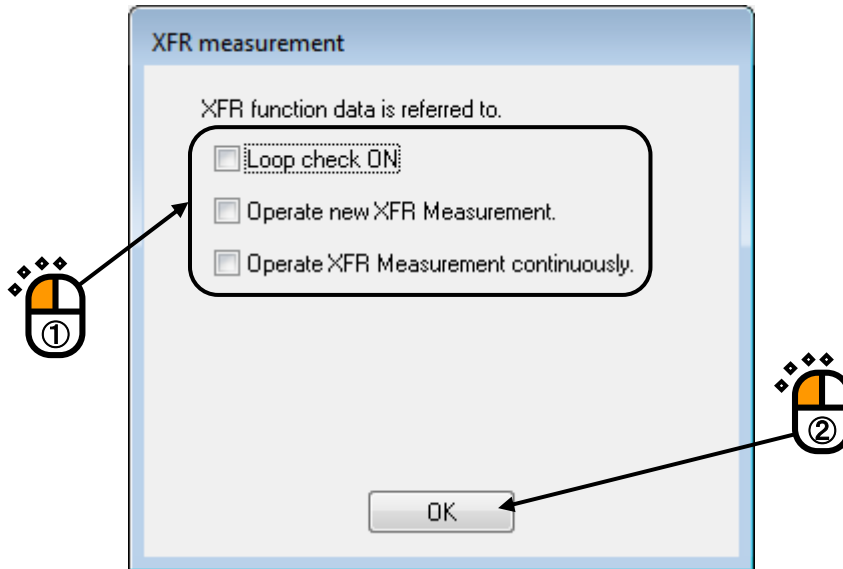 XFR measurement
XFR function data is referred to.
Loop check ON
Operate new XFR Measurement.
Operate XFR Measurement continuously.
①
②
OK